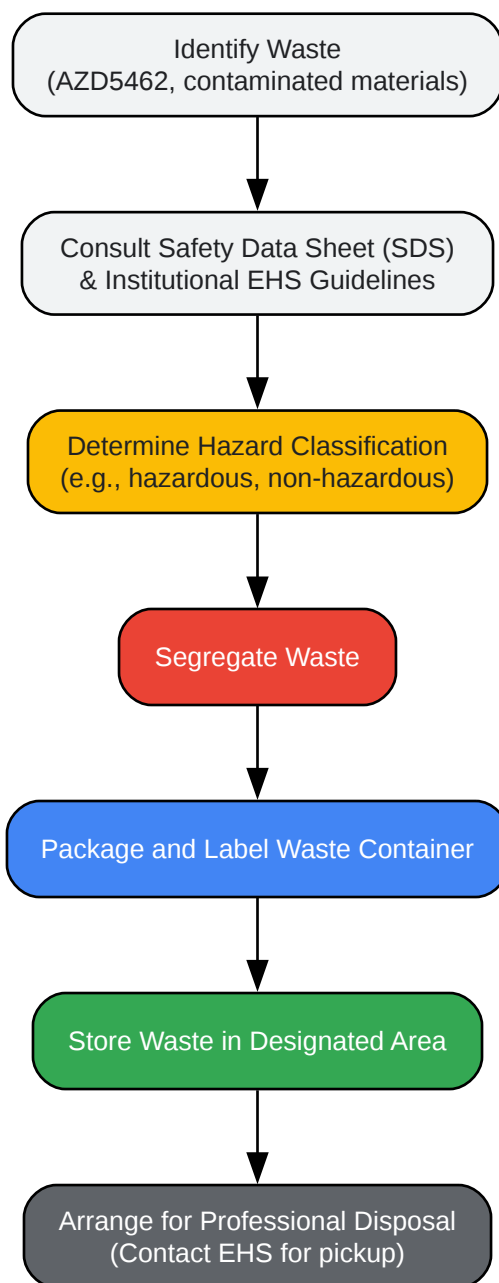 Identify Waste
(AZD5462, contaminated materials)
Consult Safety Data Sheet (SDS)
& Institutional EHS Guidelines
Determine Hazard Classification
(e.g., hazardous, non-hazardous)
Segregate Waste
Package and Label Waste Container
Store Waste in Designated Area
Arrange for Professional Disposal
(Contact EHS for pickup)